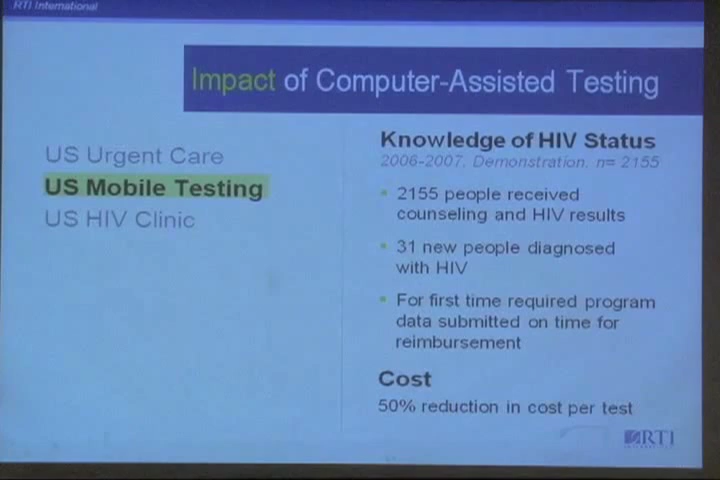 RTI International
Impact of Computer-Assisted Testing
US Urgent Care
US Mobile Testing
US HIV Clinic
Knowledge of HIV Status
2006-2007, Demonstration, n= 2155
2155 people received
counseling and HIV results
31 new people diagnosed
with HIV
For first time required program
data submitted on time for
reimbursement
Cost
50% reduction in cost per test
RTI